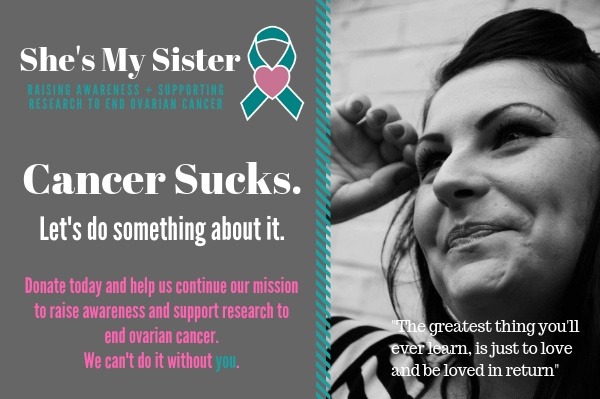 She's My Sister
RAISING AWARENESS + SUPPORTING
RESEARCH TO END OVARIAN CANCER
Cancer Sucks.
Let's do something about it.
Donate today and help us continue our mission
to raise awareness and support research to
end ovarian cancer.
We can't do it without you.
"The greatest thing you'll
ever learn, is just to love
and be loved in return"